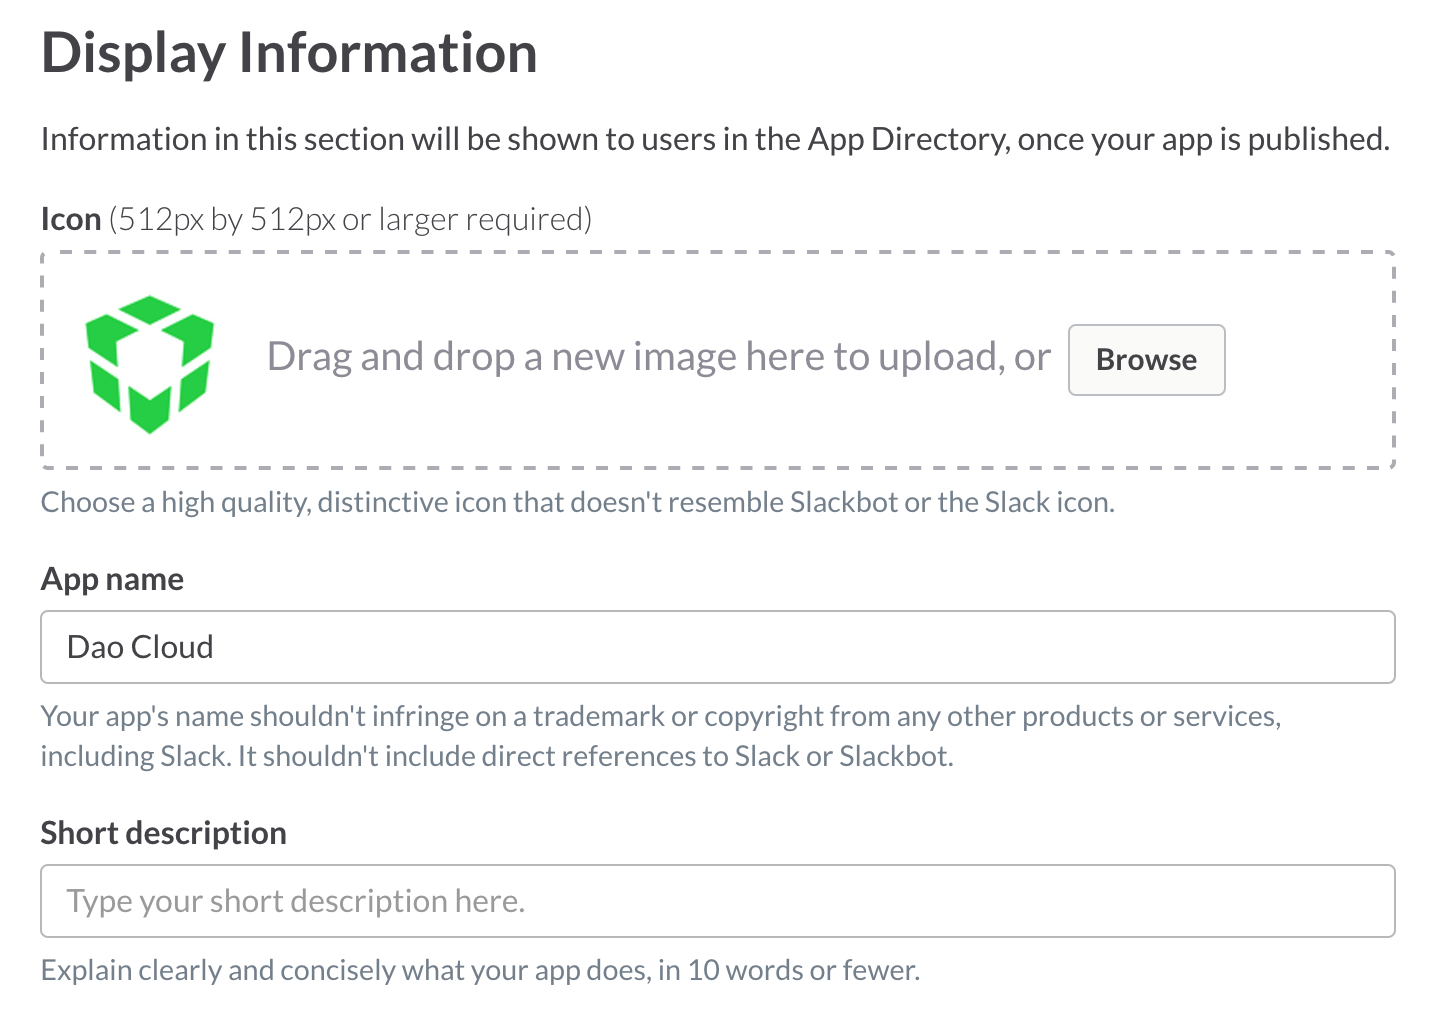 Display Information
Information in this section will be shown to users in the App Directory, once your app is published.
Icon (512px by 512px or larger required)
Drag and drop a new image here to upload, or Browse
Choose a high quality, distinctive icon that doesn't resemble Slackbot or the Slack icon.
App name
Dao Cloud
Your app's name shouldn't infringe on a trademark or copyright from any other products or services,
including Slack. It shouldn't include direct references to Slack or Slackbot.
Short description
Type your short description here.
Explain clearly and concisely what your app does, in 10 words or fewer.